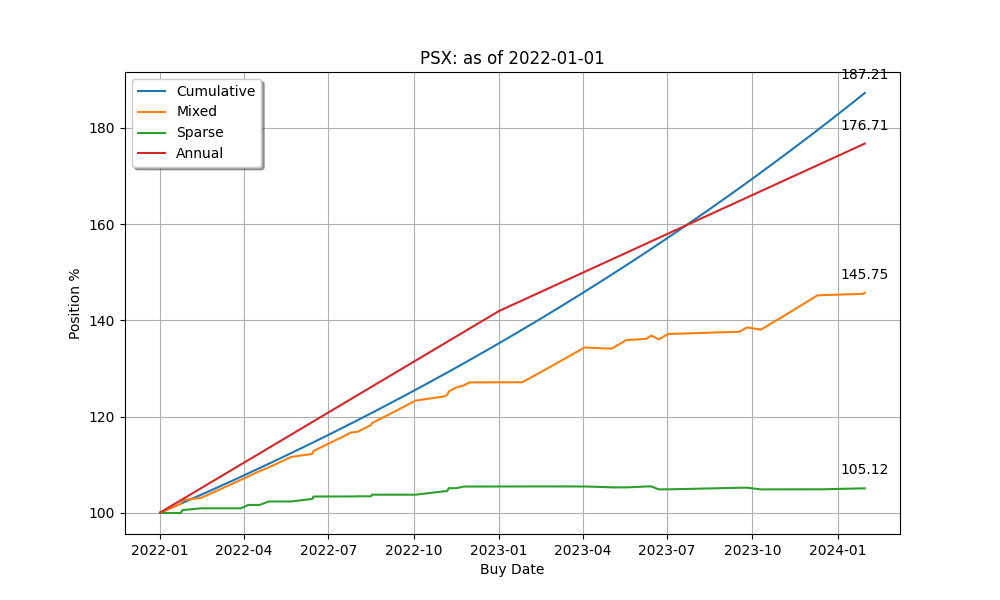 PSX: as of 2022-01-01
187.21
Cumulative
Mixed
Sparse
Annual
176.71
145.75
105.12
180
160
140
120
100
Position %
2022-01 2022-04 2022-07 2022-10 2023-01 2023-04 2023-07 2023-10 2024-01
Buy Date